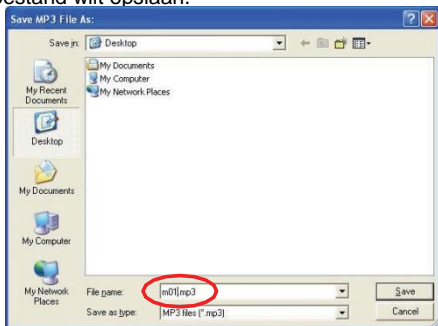 bestand wilt opslaan.
Save MP3 File As:
Save in:
Desktop
My Recent
Documents
Desktop
My Documents
My Computer
My Network
Places
My Documents
My Computer
My Network Places
File name:
m01.mp3
Save
Save as type:
MP3 files (*.mp3)
Cancel